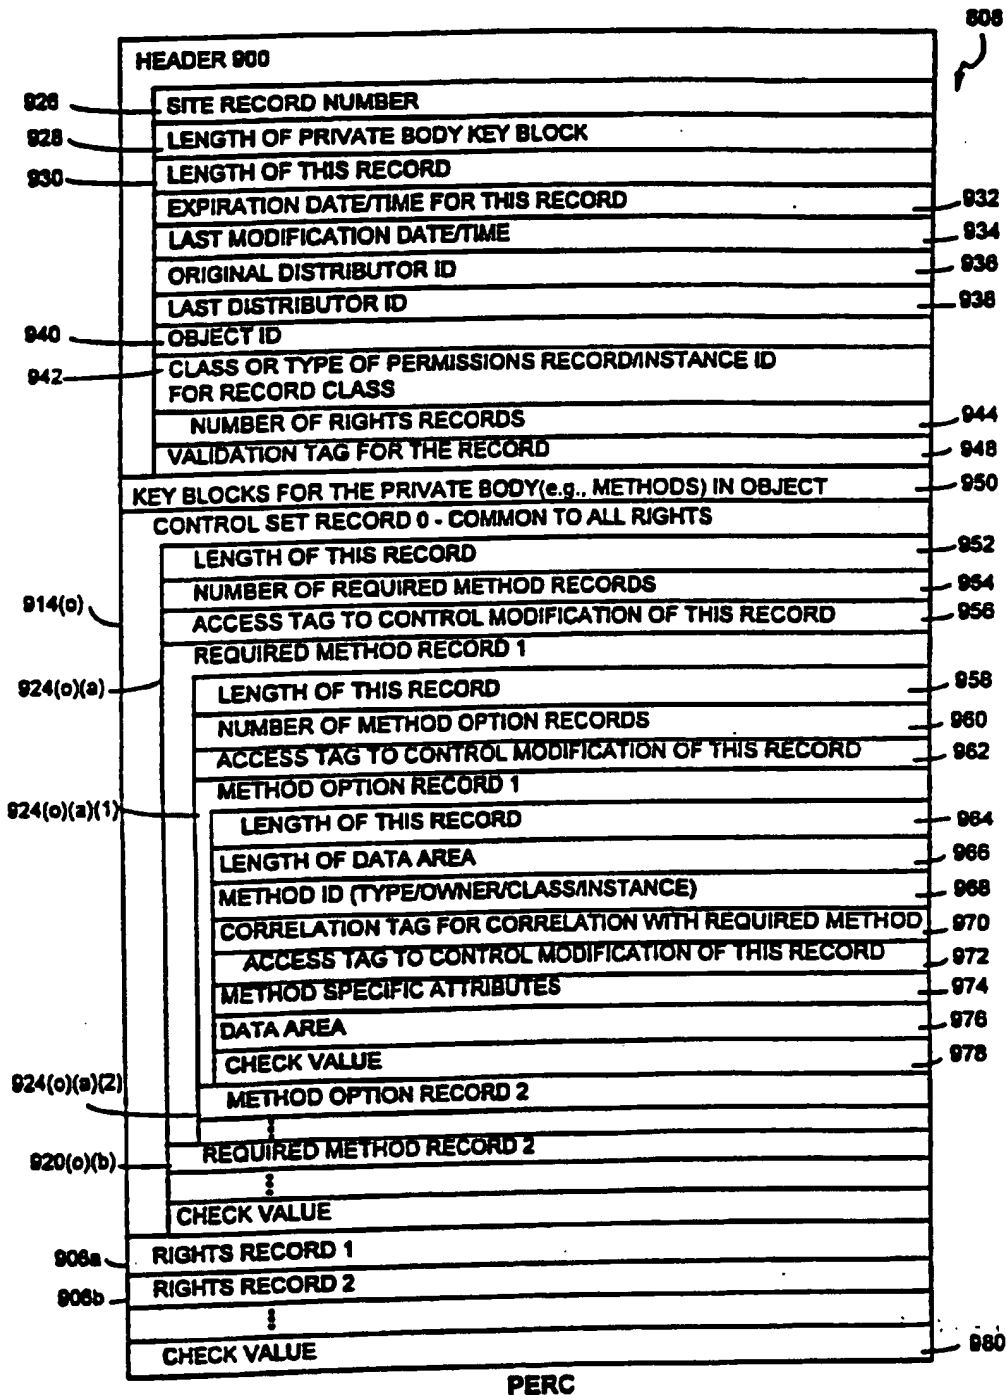 808
HEADER 900
926 SITE RECORD NUMBER
928 LENGTH OF PRIVATE BODY KEY BLOCK
930 LENGTH OF THIS RECORD
EXPIRATION DATE/TIME FOR THIS RECORD 932
LAST MODIFICATION DATE/TIME 934
ORIGINAL DISTRIBUTOR ID 936
LAST DISTRIBUTOR ID 938
940 OBJECT ID
942 CLASS OR TYPE OF PERMISSIONS RECORD/INSTANCE ID
FOR RECORD CLASS
NUMBER OF RIGHTS RECORDS 944
VALIDATION TAG FOR THE RECORD 948
KEY BLOCKS FOR THE PRIVATE BODY(e.g., METHODS) IN OBJECT 950
CONTROL SET RECORD 0 - COMMON TO ALL RIGHTS
LENGTH OF THIS RECORD 952
NUMBER OF REQUIRED METHOD RECORDS 954
914(o) ACCESS TAG TO CONTROL MODIFICATION OF THIS RECORD 956
REQUIRED METHOD RECORD 1
924(o)(a) LENGTH OF THIS RECORD 958
NUMBER OF METHOD OPTION RECORDS 960
ACCESS TAG TO CONTROL MODIFICATION OF THIS RECORD 962
METHOD OPTION RECORD 1
924(o)(a)(1) LENGTH OF THIS RECORD 964
LENGTH OF DATA AREA 966
METHOD ID (TYPE/OWNER/CLASS/INSTANCE) 968
CORRELATION TAG FOR CORRELATION WITH REQUIRED METHOD 970
ACCESS TAG TO CONTROL MODIFICATION OF THIS RECORD 972
METHOD SPECIFIC ATTRIBUTES 974
DATA AREA 976
CHECK VALUE 978
924(o)(a)(2) METHOD OPTION RECORD 2
920(o)(b) REQUIRED METHOD RECORD 2
CHECK VALUE
906a RIGHTS RECORD 1
906b RIGHTS RECORD 2
CHECK VALUE 980
PERC